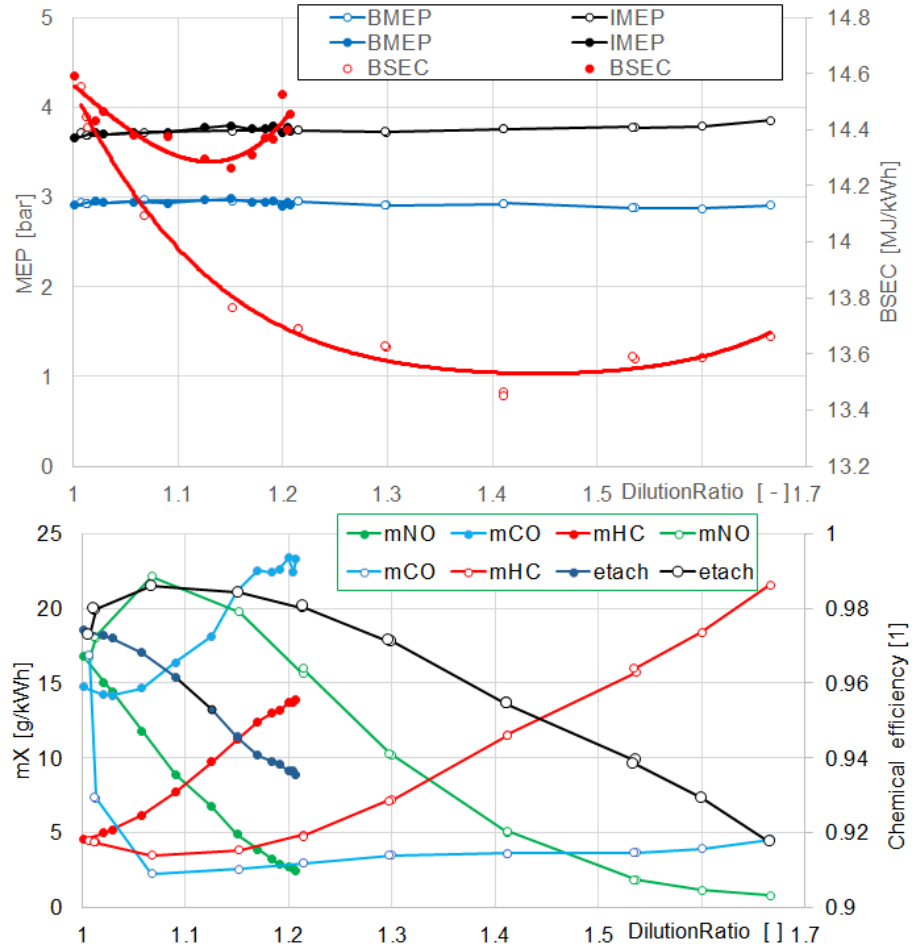 BMEP IMEP
BMEP IMEP
BSEC BSEC
5
4
3
2
1
0
MEP [bar]
14.8
14.6
14.4
14.2
14
13.8
13.6
13.4
13.2
BSEC [MJ/kWh]
1 1.1 1.2 1.3 1.4 1.5 DilutionRatio [ - ] 1.7
mNO mCO mHC mNO
mCO mHC etach etach
25
20
15
10
5
0
mX [g/kWh]
1
0.98
0.96
0.94
0.92
0.9
Chemical efficiency [1]
1 1.1 1.2 1.3 1.4 1.5 DilutionRatio [ ] 1.7